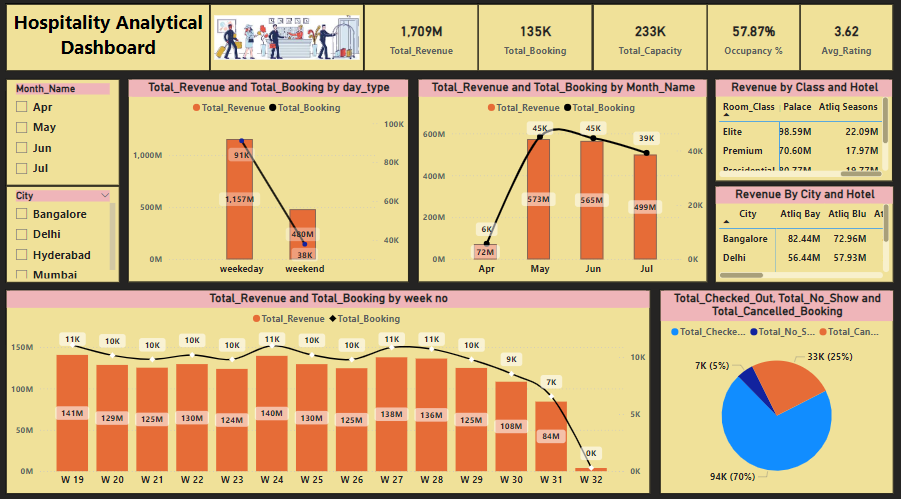 Hospitality Analytical
Dashboard
1,709M
Total_Revenue
135K
Total_Booking
233K
Total_Capacity
57.87%
Occupancy %
3.62
Avg_Rating
Month_Name
Apr
May
Jun
Jul
City
Bangalore
Delhi
Hyderabad
Mumbai
Total_Revenue and Total_Booking by day_type
Total_Revenue Total_Booking
1,000M
500M
0M
100K
80K
60K
40K
91K
1,157M
480M
38K
weekeday weekend
Total_Revenue and Total_Booking by Month_Name
Total_Revenue Total_Booking
600M
400M
200M
0M
40K
20K
0K
6K 45K 45K 39K
72M 573M 565M 499M
Apr May Jun Jul
Revenue by Class and Hotel
Room_Class Palace Atliq Seasons
Elite 98.59M 22.09M
Premium 70.60M 17.97M
Presidential 80.77M 19.77M
Revenue By City and Hotel
City Atliq Bay Atliq Blu At
Bangalore 82.44M 72.96M
Delhi 56.44M 57.93M
Total_Revenue and Total_Booking by week no
Total_Revenue Total_Booking
150M
100M
50M
0M
10K
5K
0K
11K 10K 10K 10K 10K 11K 10K 10K 11K 11K 10K 9K 7K 0K
141M 129M 125M 130M 124M 140M 130M 125M 138M 136M 125M 108M 84M
W 19 W 20 W 21 W 22 W 23 W 24 W 25 W 26 W 27 W 28 W 29 W 30 W 31 W 32
Total_Checked_Out, Total_No_Show and
Total_Cancelled_Booking
Total_Checke... Total_No_S... Total_Can...
33K (25%)
7K (5%)
94K (70%)